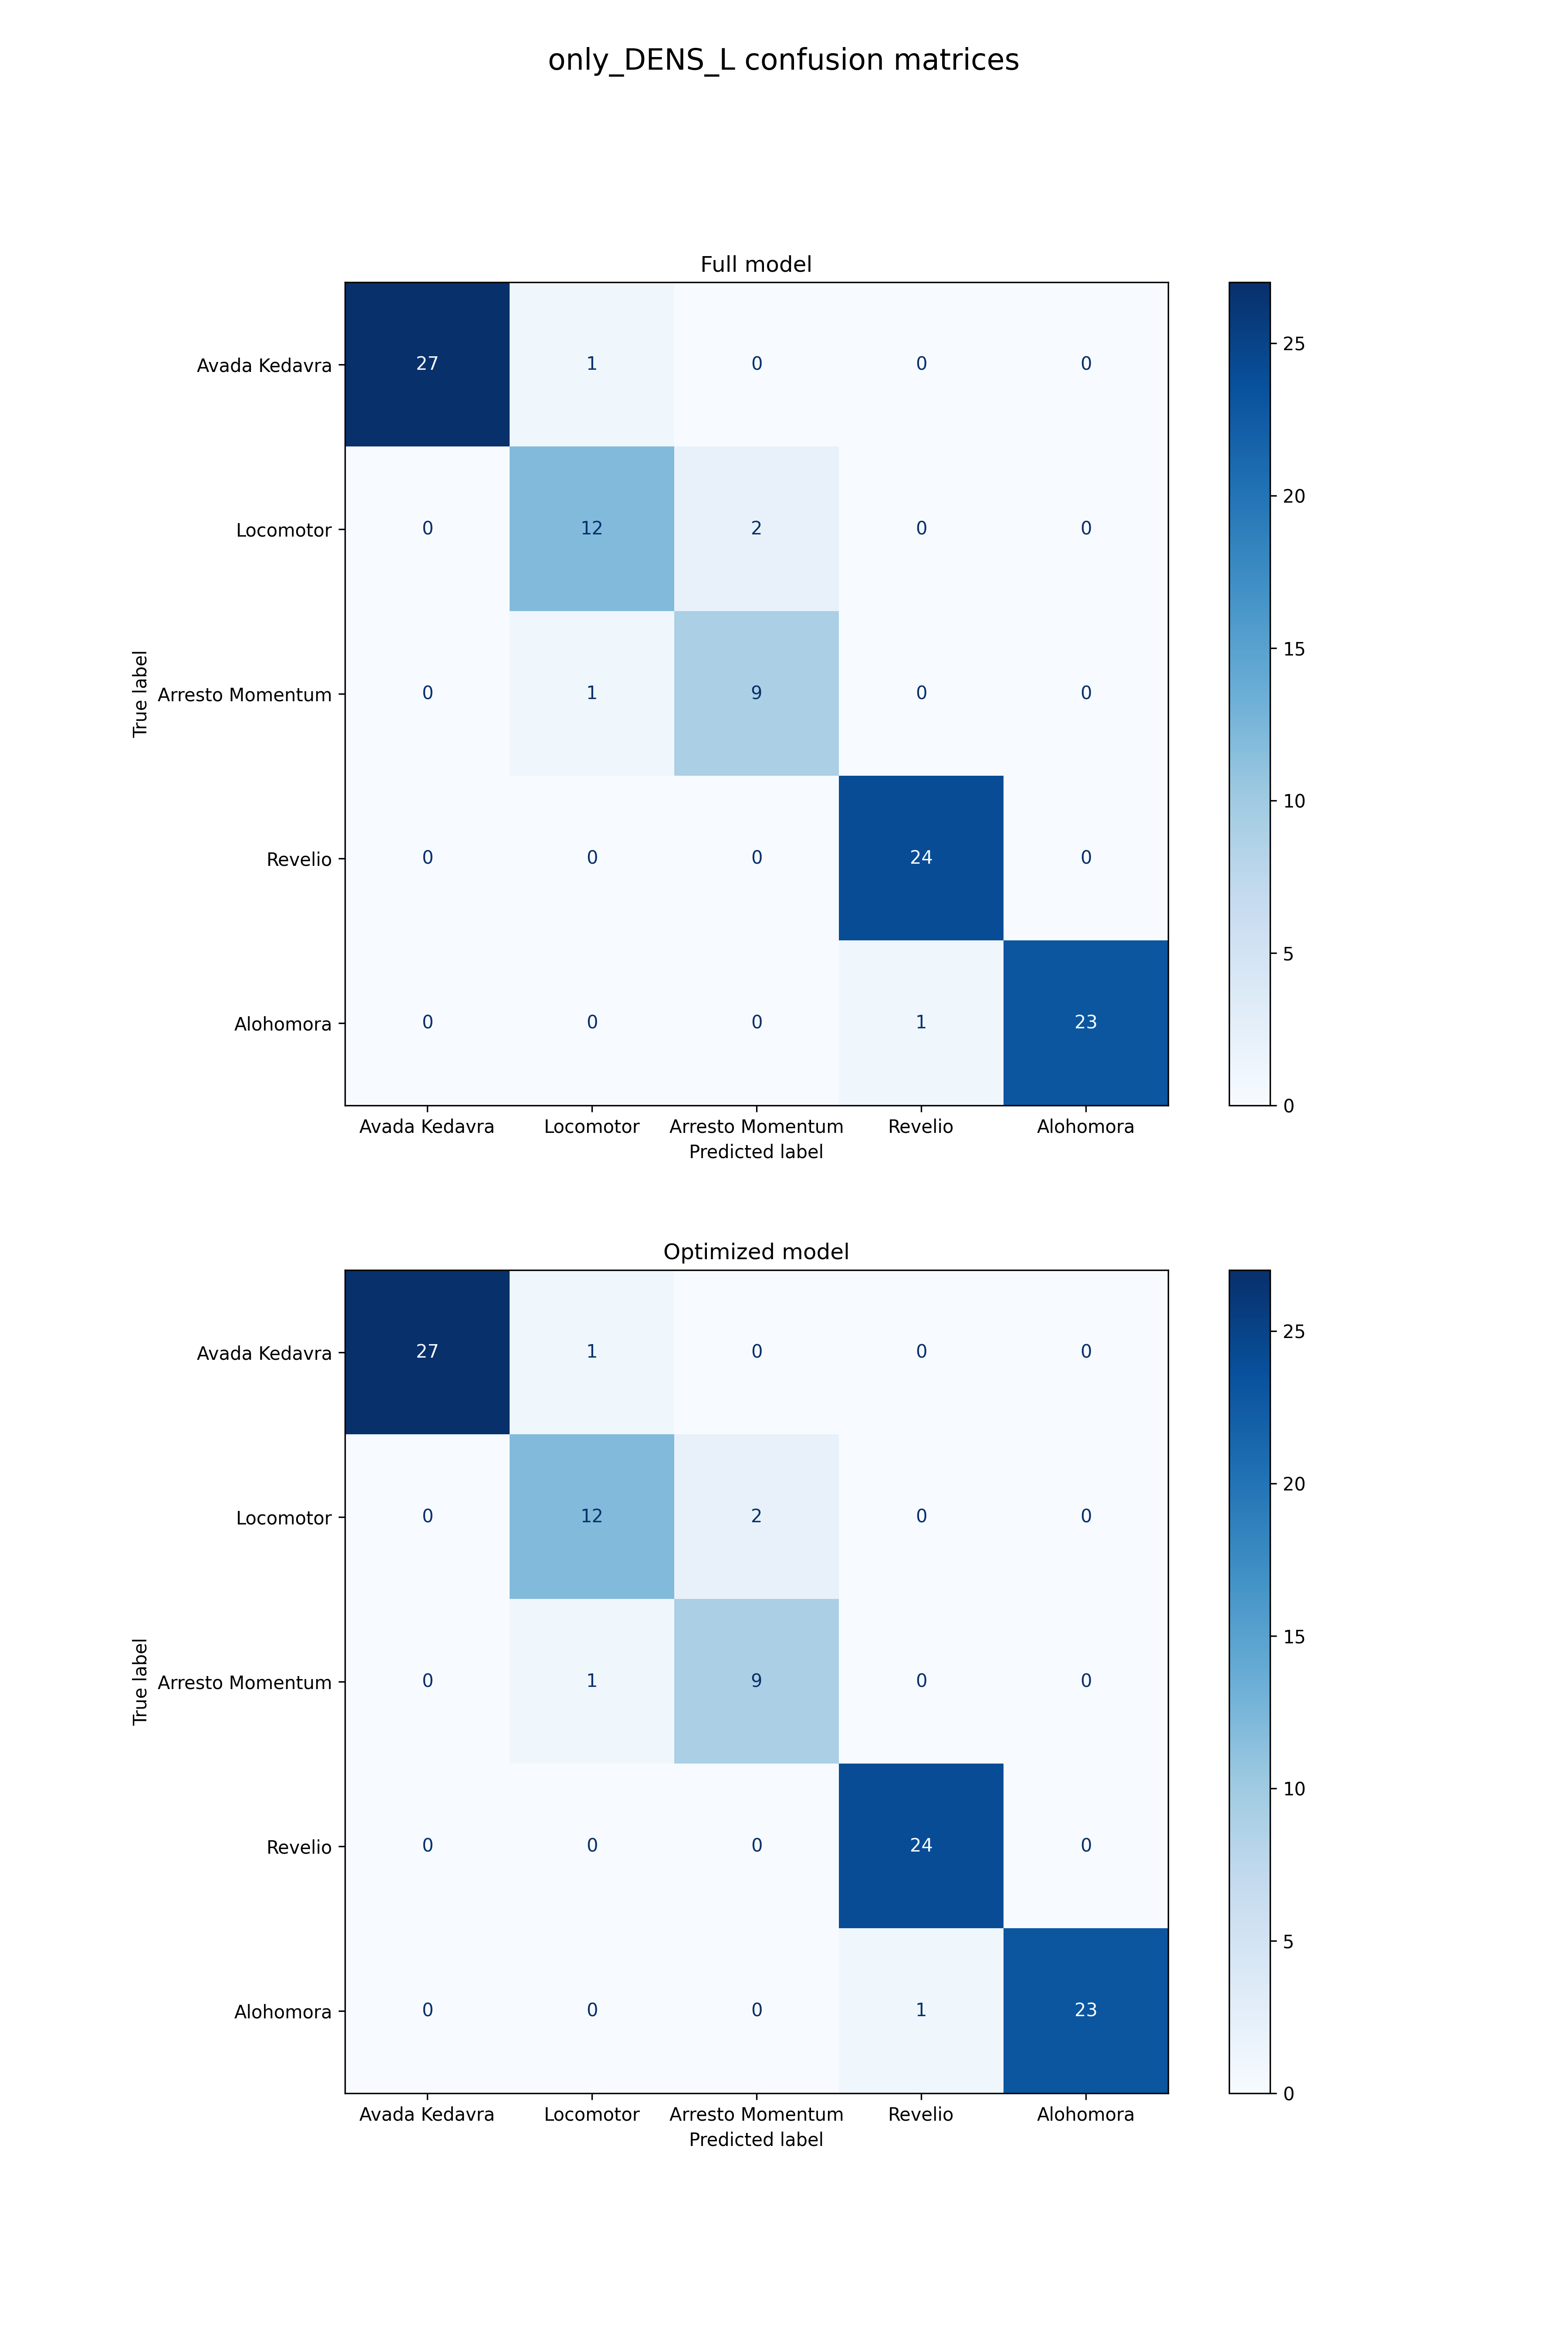 only_DENS_L confusion matrices
Full model
True label
Avada Kedavra 27 1 0 0 0
Locomotor 0 12 2 0 0
Arresto Momentum 0 1 9 0 0
Revelio 0 0 0 24 0
Alohomora 0 0 0 1 23
Avada Kedavra Locomotor Arresto Momentum Revelio Alohomora
Predicted label
25
20
15
10
5
0
Optimized model
True label
Avada Kedavra 27 1 0 0 0
Locomotor 0 12 2 0 0
Arresto Momentum 0 1 9 0 0
Revelio 0 0 0 24 0
Alohomora 0 0 0 1 23
Avada Kedavra Locomotor Arresto Momentum Revelio Alohomora
Predicted label
25
20
15
10
5
0